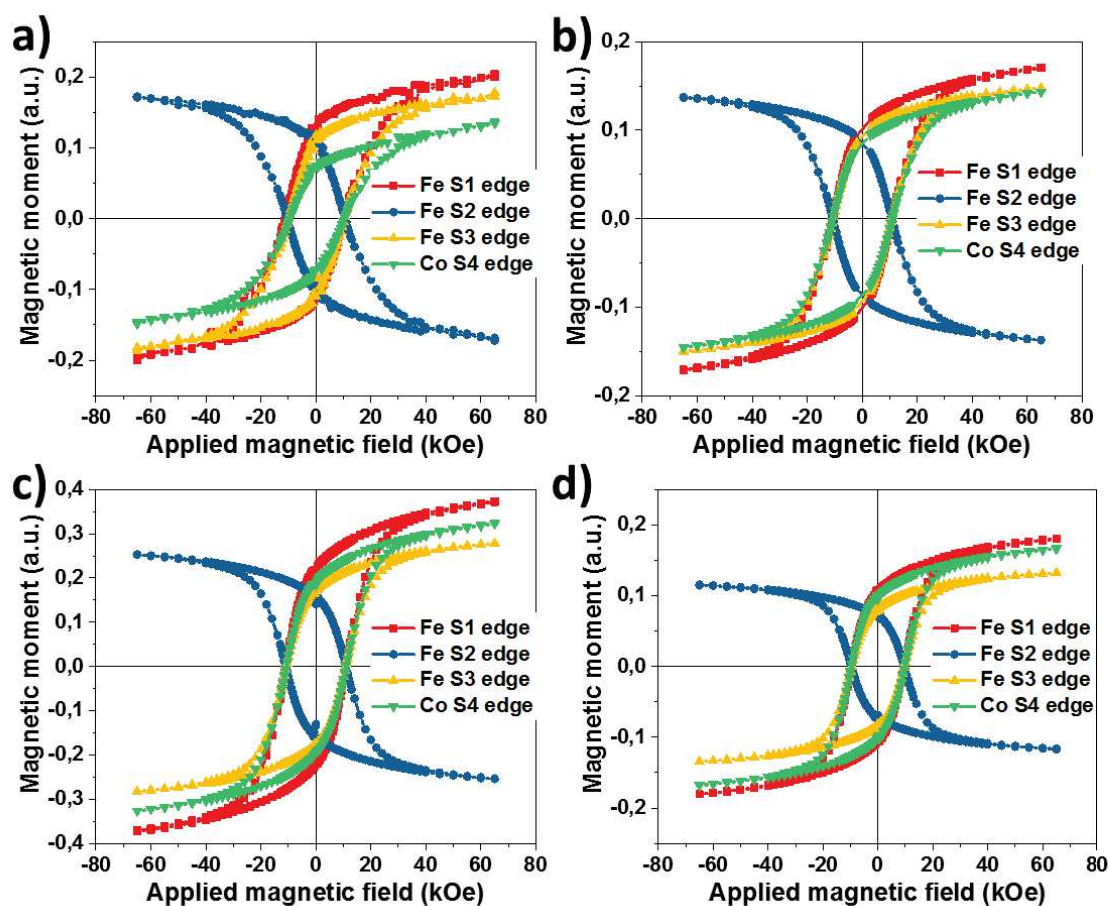 a)
Magnetic moment (a.u.)
0,2
0,1
0,0
-0,1
-0,2
-80 -60 -40 -20 0 20 40 60 80
Applied magnetic field (kOe)
Fe S1 edge
Fe S2 edge
Fe S3 edge
Co S4 edge
b)
Magnetic moment (a.u.)
0,2
0,1
0,0
-0,1
-0,2
-80 -60 -40 -20 0 20 40 60 80
Applied magnetic field (kOe)
Fe S1 edge
Fe S2 edge
Fe S3 edge
Co S4 edge
c)
Magnetic moment (a.u.)
0,4
0,3
0,2
0,1
0,0
-0,1
-0,2
-0,3
-0,4
-80 -60 -40 -20 0 20 40 60 80
Applied magnetic field (kOe)
Fe S1 edge
Fe S2 edge
Fe S3 edge
Co S4 edge
d)
Magnetic moment (a.u.)
0,2
0,1
0,0
-0,1
-0,2
-80 -60 -40 -20 0 20 40 60 80
Applied magnetic field (kOe)
Fe S1 edge
Fe S2 edge
Fe S3 edge
Co S4 edge